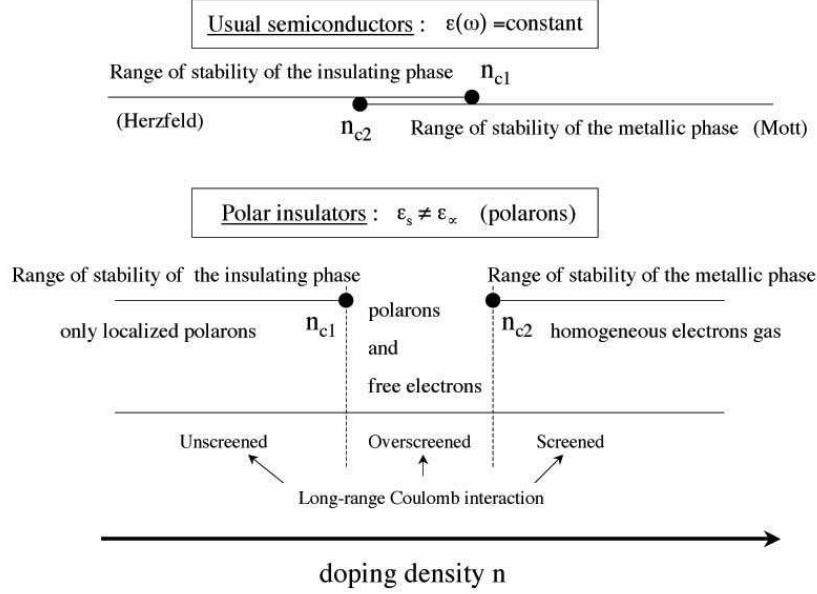 Usual semiconductors : ε(ω) =constant
Range of stability of the insulating phase n_c1
(Herzfeld) n_c2 Range of stability of the metallic phase (Mott)
Polar insulators : ε_s ≠ ε_∝ (polarons)
Range of stability of the insulating phase Range of stability of the metallic phase
only localized polarons n_c1 polarons n_c2 homogeneous electrons gas
and
free electrons
Unscreened Overscreened Screened
Long-range Coulomb interaction
doping density n